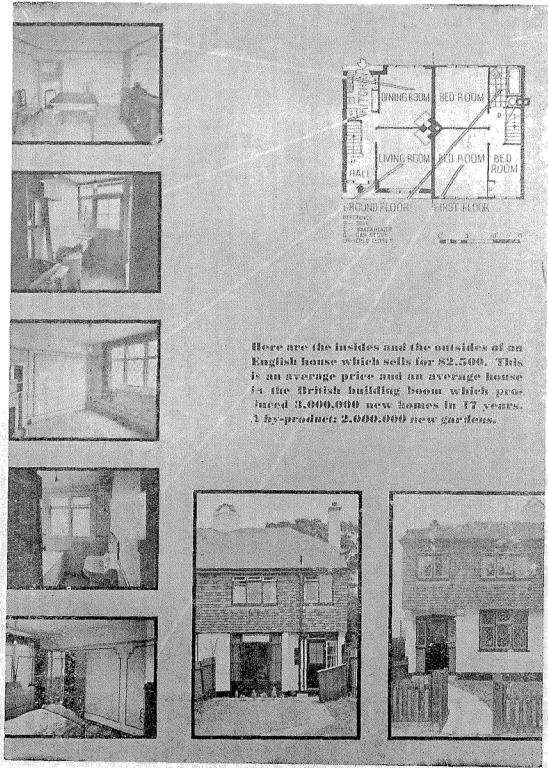 KITCHEN
DINING ROOM
BED ROOM
HALL
LIVING ROOM
BED ROOM
BED
ROOM
GROUND FLOOR
FIRST FLOOR
REFERENCE
Here are the insides and the outsides of an
English house which sells for $2,500. This
is an average price and an average house
in the British building boom which pro-
duced 3,000,000 new homes in 17 years.
A by-product: 2,000,000 new gardens.